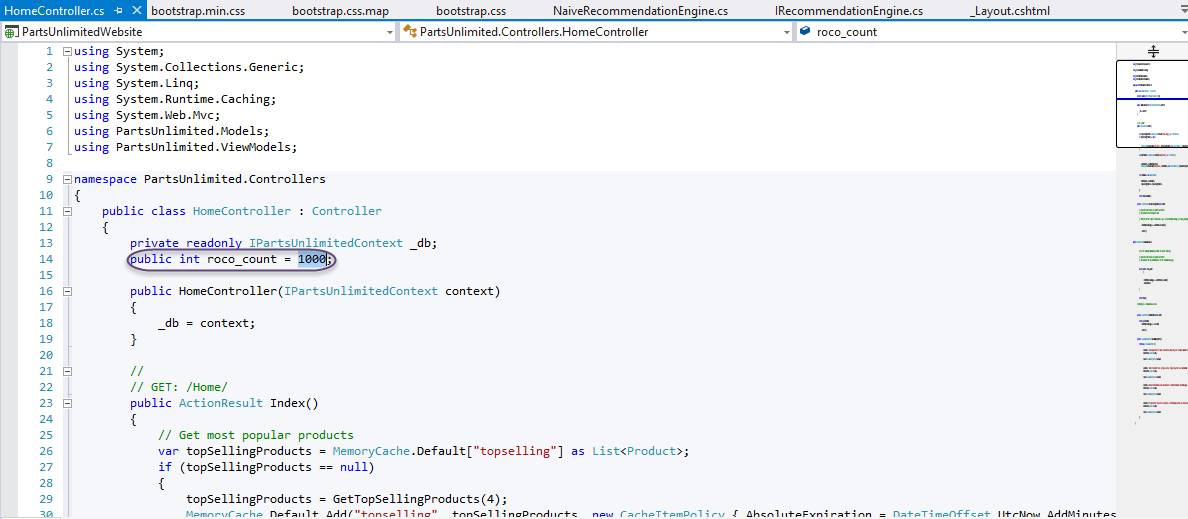 HomeController.cs bootstrap.min.css bootstrap.css.map bootstrap.css NaiveRecommendationEngine.cs IRecommendationEngine.cs _Layout.cshtml
PartsUnlimitedWebsite PartsUnlimited.Controllers.HomeController roco_count
1 using System;
2 using System.Collections.Generic;
3 using System.Linq;
4 using System.Runtime.Caching;
5 using System.Web.Mvc;
6 using PartsUnlimited.Models;
7 using PartsUnlimited.ViewModels;
8
9 namespace PartsUnlimited.Controllers
10 {
11 public class HomeController : Controller
12 {
13 private readonly IPartsUnlimitedContext _db;
14 public int roco_count = 1000;
15
16 public HomeController(IPartsUnlimitedContext context)
17 {
18 _db = context;
19 }
20
21 //
22 // GET: /Home/
23 public ActionResult Index()
24 {
25 // Get most popular products
26 var topSellingProducts = MemoryCache.Default["topselling"] as List<Product>;
27 if (topSellingProducts == null)
28 {
29 topSellingProducts = GetTopSellingProducts(4);
30 MemoryCache.Default.Add("topselling", topSellingProducts, new CacheItemPolicy { AbsoluteExpiration = DateTimeOffset.UtcNow.AddMinutes